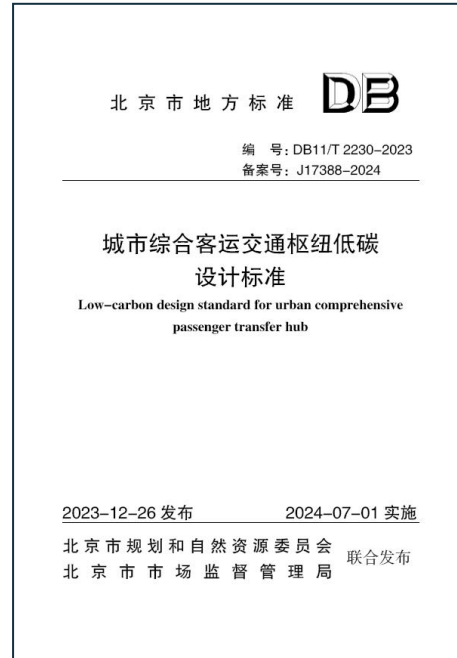 北京市地方标准 DB
编 号: DB11/T 2230-2023
备案号: J17388-2024
城市综合客运交通枢纽低碳
设计标准
Low-carbon design standard for urban comprehensive
passenger transfer hub
2023-12-26 发布 2024-07-01 实施
北京市规划和自然资源委员会
北京市市场监督管理局
联合发布